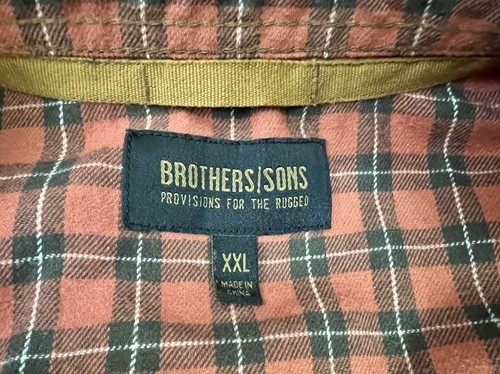 BROTHERS/SONS
PROVISIONS FOR THE RUGGED
XXL
MADE IN
CHINA